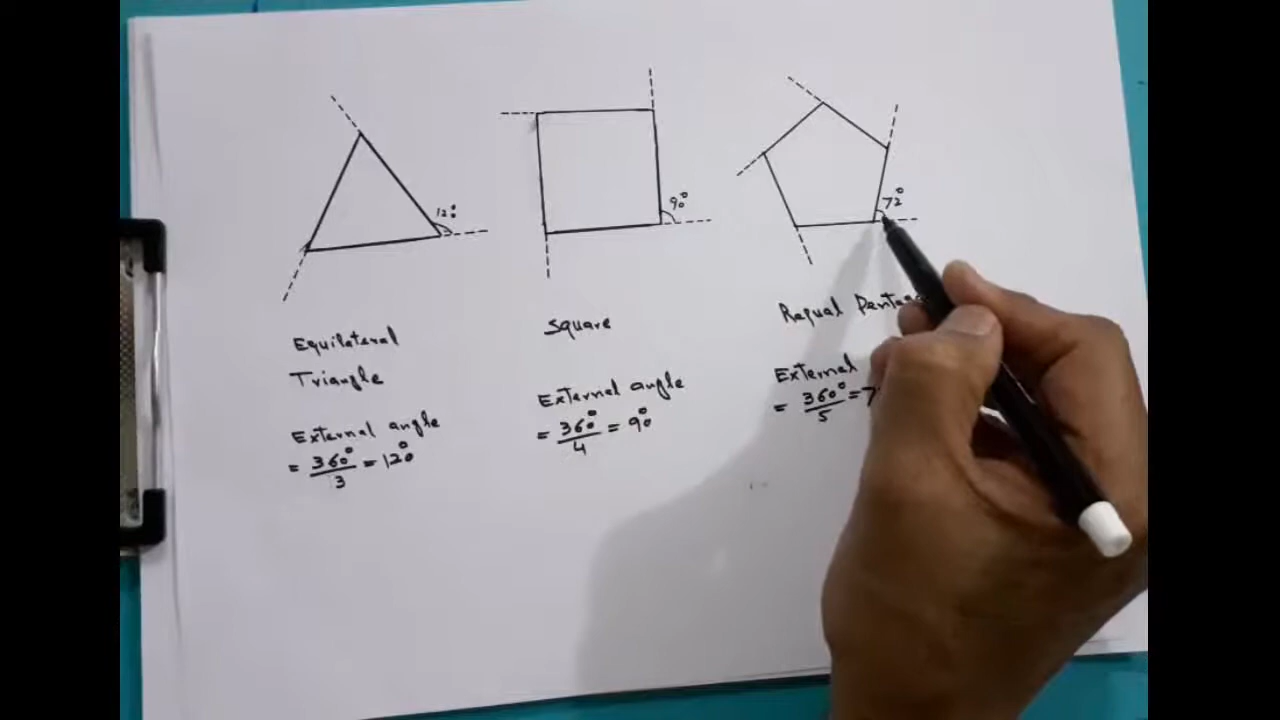 120°
90°
72°
Equilateral
Triangle
External angle
= 360°/3 = 120°
Square
External angle
= 360°/4 = 90°
External
= 360°/5 = 7